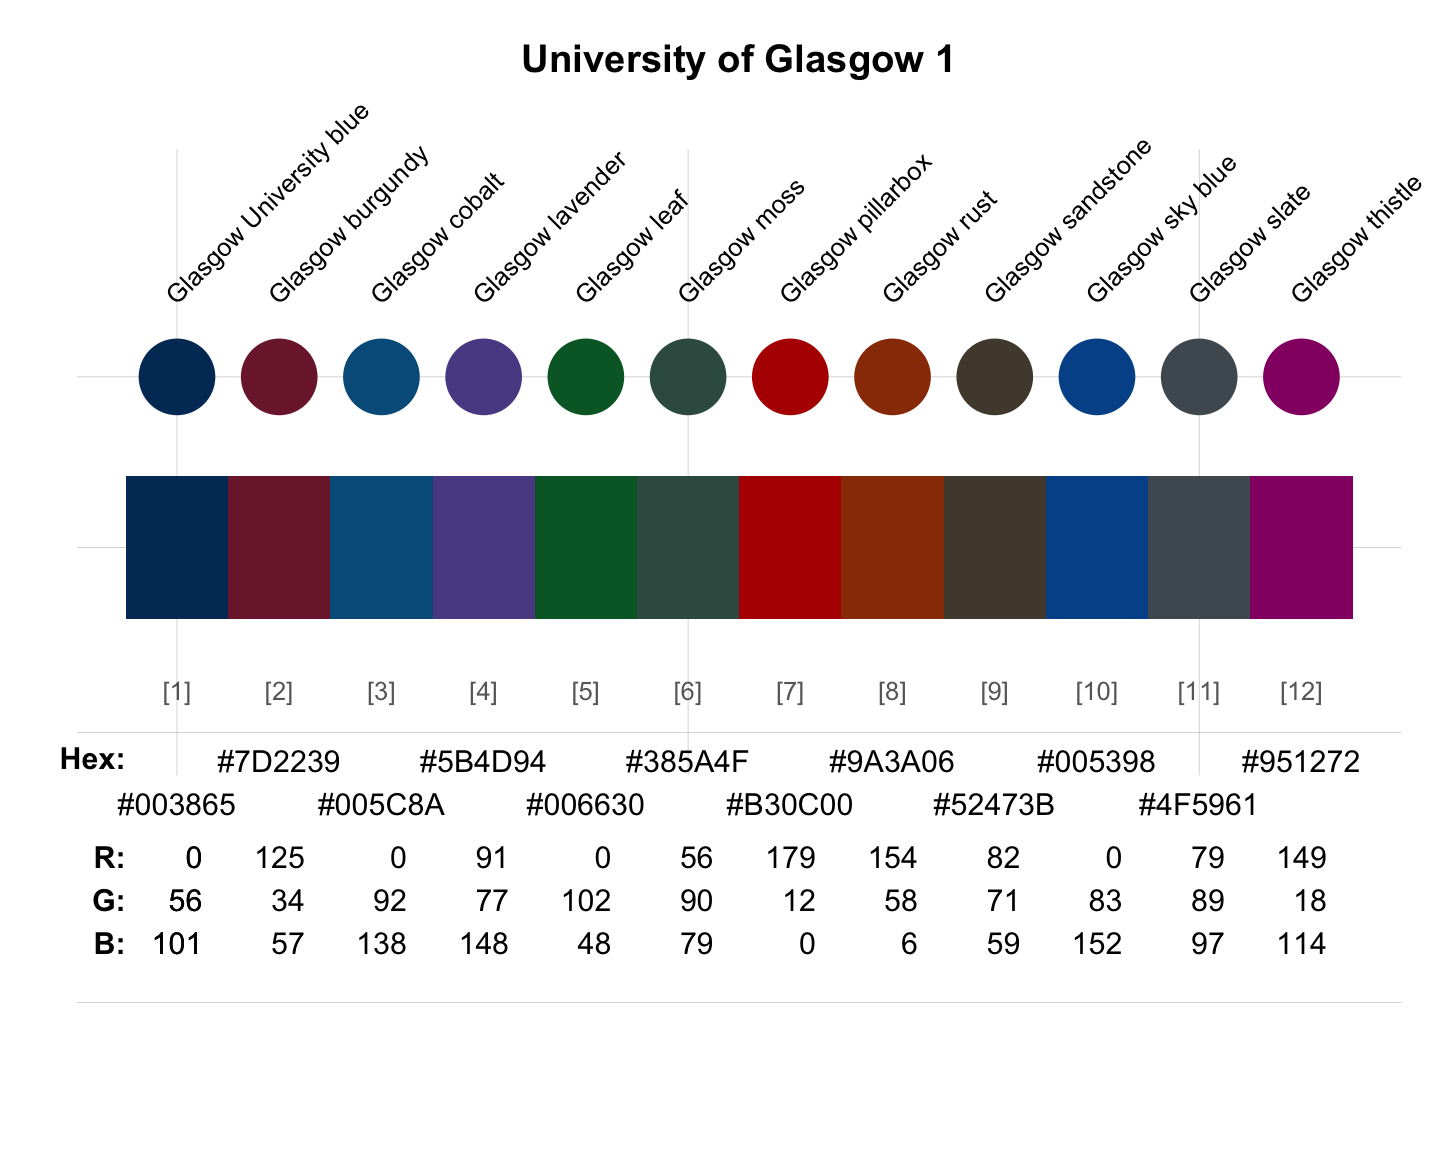 University of Glasgow 1
Glasgow University blue
Glasgow burgundy
Glasgow cobalt
Glasgow lavender
Glasgow leaf
Glasgow moss
Glasgow pillarbox
Glasgow rust
Glasgow sandstone
Glasgow sky blue
Glasgow slate
Glasgow thistle
[1] [2] [3] [4] [5] [6] [7] [8] [9] [10] [11] [12]
Hex: #7D2239 #5B4D94 #385A4F #9A3A06 #005398 #951272
#003865 #005C8A #006630 #B30C00 #52473B #4F5961
R: 0 125 0 91 0 56 179 154 82 0 79 149
G: 56 34 92 77 102 90 12 58 71 83 89 18
B: 101 57 138 148 48 79 0 6 59 152 97 114